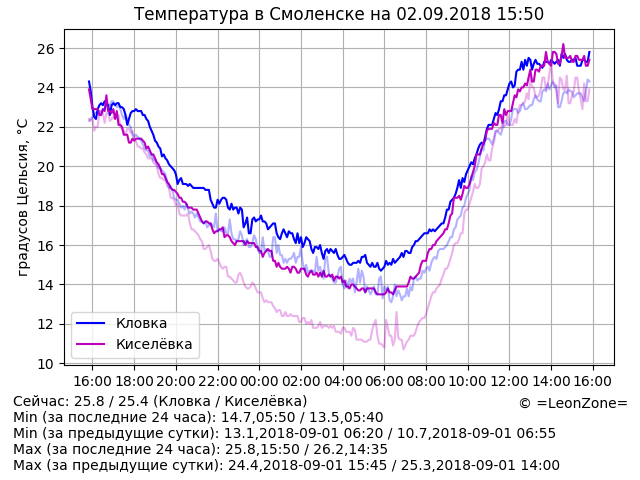 Температура в Смоленске на 02.09.2018 15:50
градусов Цельсия, °C
26
24
22
20
18
16
14
12
10
Кловка
Киселёвка
16:00 18:00 20:00 22:00 00:00 02:00 04:00 06:00 08:00 10:00 12:00 14:00 16:00
Сейчас: 25.8 / 25.4 (Кловка / Киселёвка)
© =LeonZone=
Min (за последние 24 часа): 14.7,05:50 / 13.5,05:40
Min (за предыдущие сутки): 13.1,2018-09-01 06:20 / 10.7,2018-09-01 06:55
Max (за последние 24 часа): 25.8,15:50 / 26.2,14:35
Max (за предыдущие сутки): 24.4,2018-09-01 15:45 / 25.3,2018-09-01 14:00